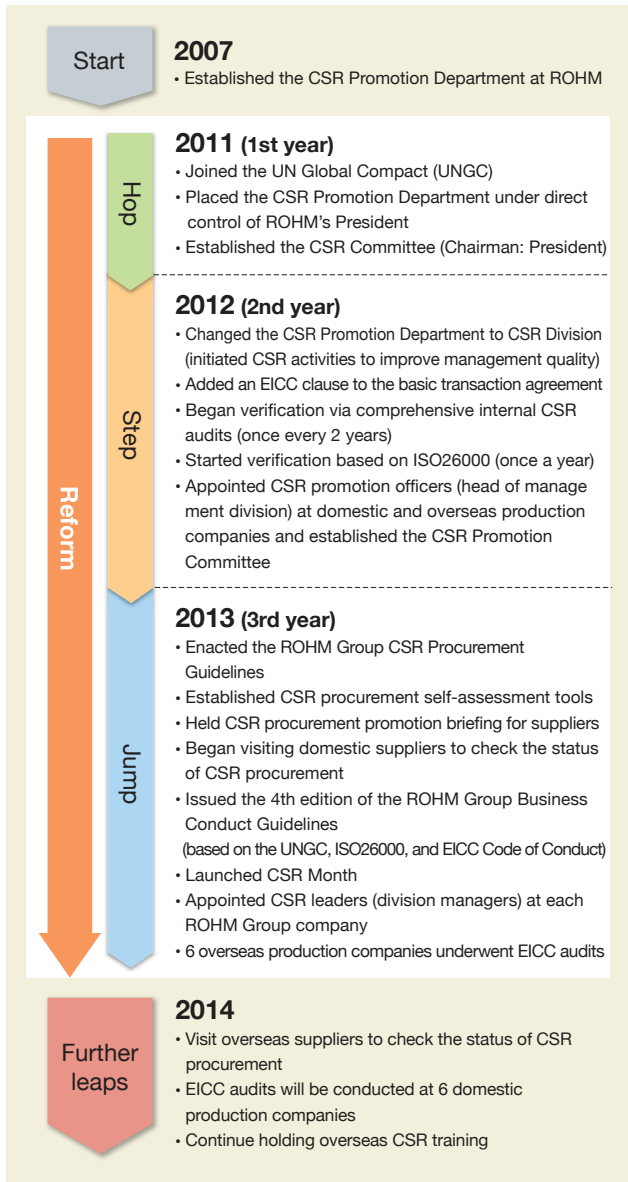 Start
2007
• Established the CSR Promotion Department at ROHM
Reform
Hop
2011 (1st year)
• Joined the UN Global Compact (UNGC)
• Placed the CSR Promotion Department under direct
control of ROHM's President
• Established the CSR Committee (Chairman: President)
Step
2012 (2nd year)
• Changed the CSR Promotion Department to CSR Division
(initiated CSR activities to improve management quality)
• Added an EICC clause to the basic transaction agreement
• Began verification via comprehensive internal CSR
audits (once every 2 years)
• Started verification based on ISO26000 (once a year)
• Appointed CSR promotion officers (head of manage
ment division) at domestic and overseas production
companies and established the CSR Promotion
Committee
Jump
2013 (3rd year)
• Enacted the ROHM Group CSR Procurement
Guidelines
• Established CSR procurement self-assessment tools
• Held CSR procurement promotion briefing for suppliers
• Began visiting domestic suppliers to check the status
of CSR procurement
• Issued the 4th edition of the ROHM Group Business
Conduct Guidelines
(based on the UNGC, ISO26000, and EICC Code of Conduct)
• Launched CSR Month
• Appointed CSR leaders (division managers) at each
ROHM Group company
• 6 overseas production companies underwent EICC audits
Further
leaps
2014
• Visit overseas suppliers to check the status of CSR
procurement
• EICC audits will be conducted at 6 domestic
production companies
• Continue holding overseas CSR training